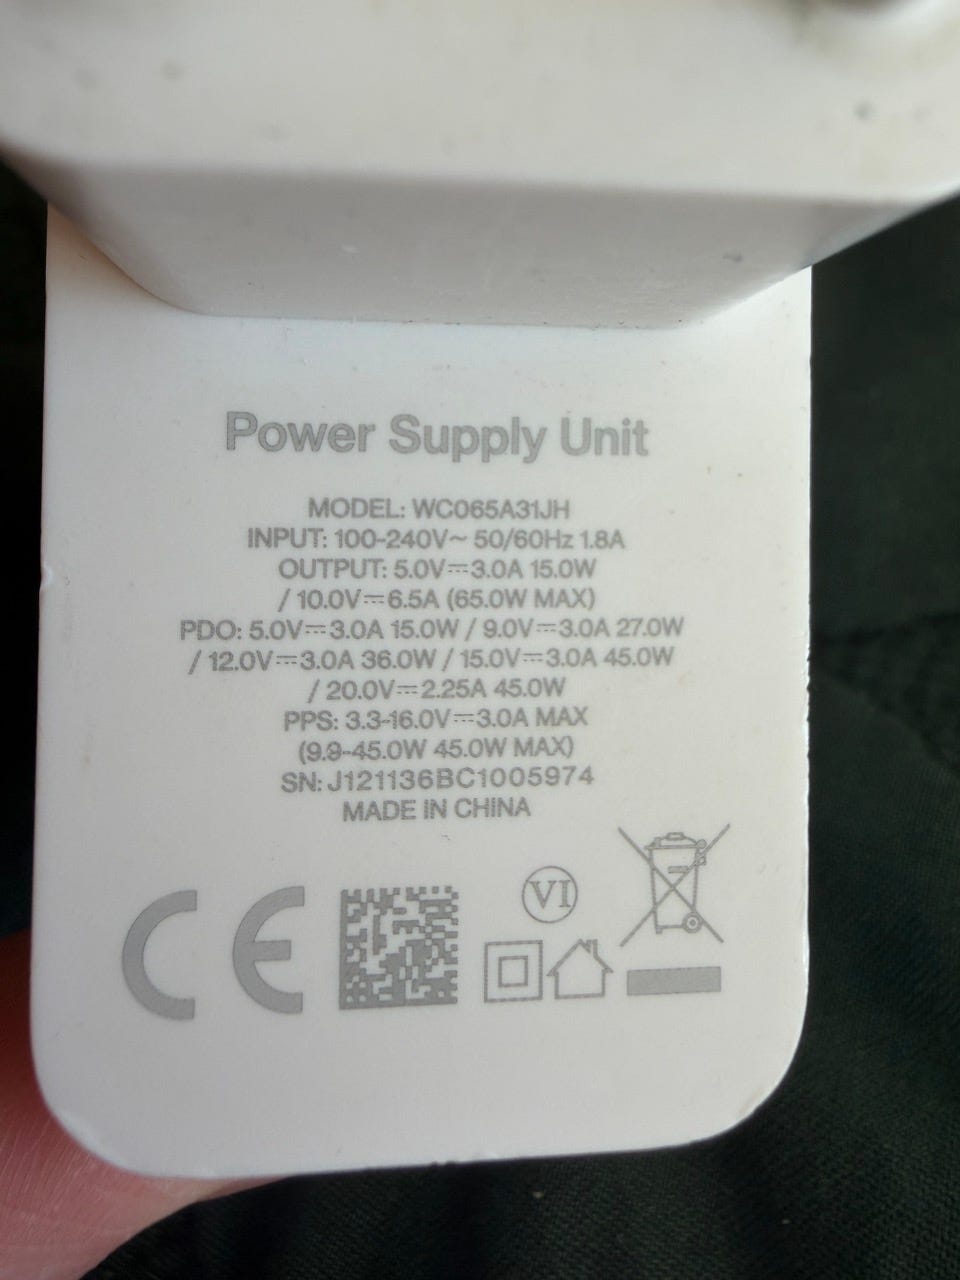 Power Supply Unit
MODEL: WC065A31JH
INPUT: 100-240V~ 50/60Hz 1.8A
OUTPUT: 5.0V⎓3.0A 15.0W
/ 10.0V⎓6.5A (65.0W MAX)
PDO: 5.0V⎓3.0A 15.0W / 9.0V⎓3.0A 27.0W
/ 12.0V⎓3.0A 36.0W / 15.0V⎓3.0A 45.0W
/ 20.0V⎓2.25A 45.0W
PPS: 3.3-16.0V⎓3.0A MAX
(9.9-45.0W 45.0W MAX)
SN: J121136BC1005974
MADE IN CHINA
CE
VI